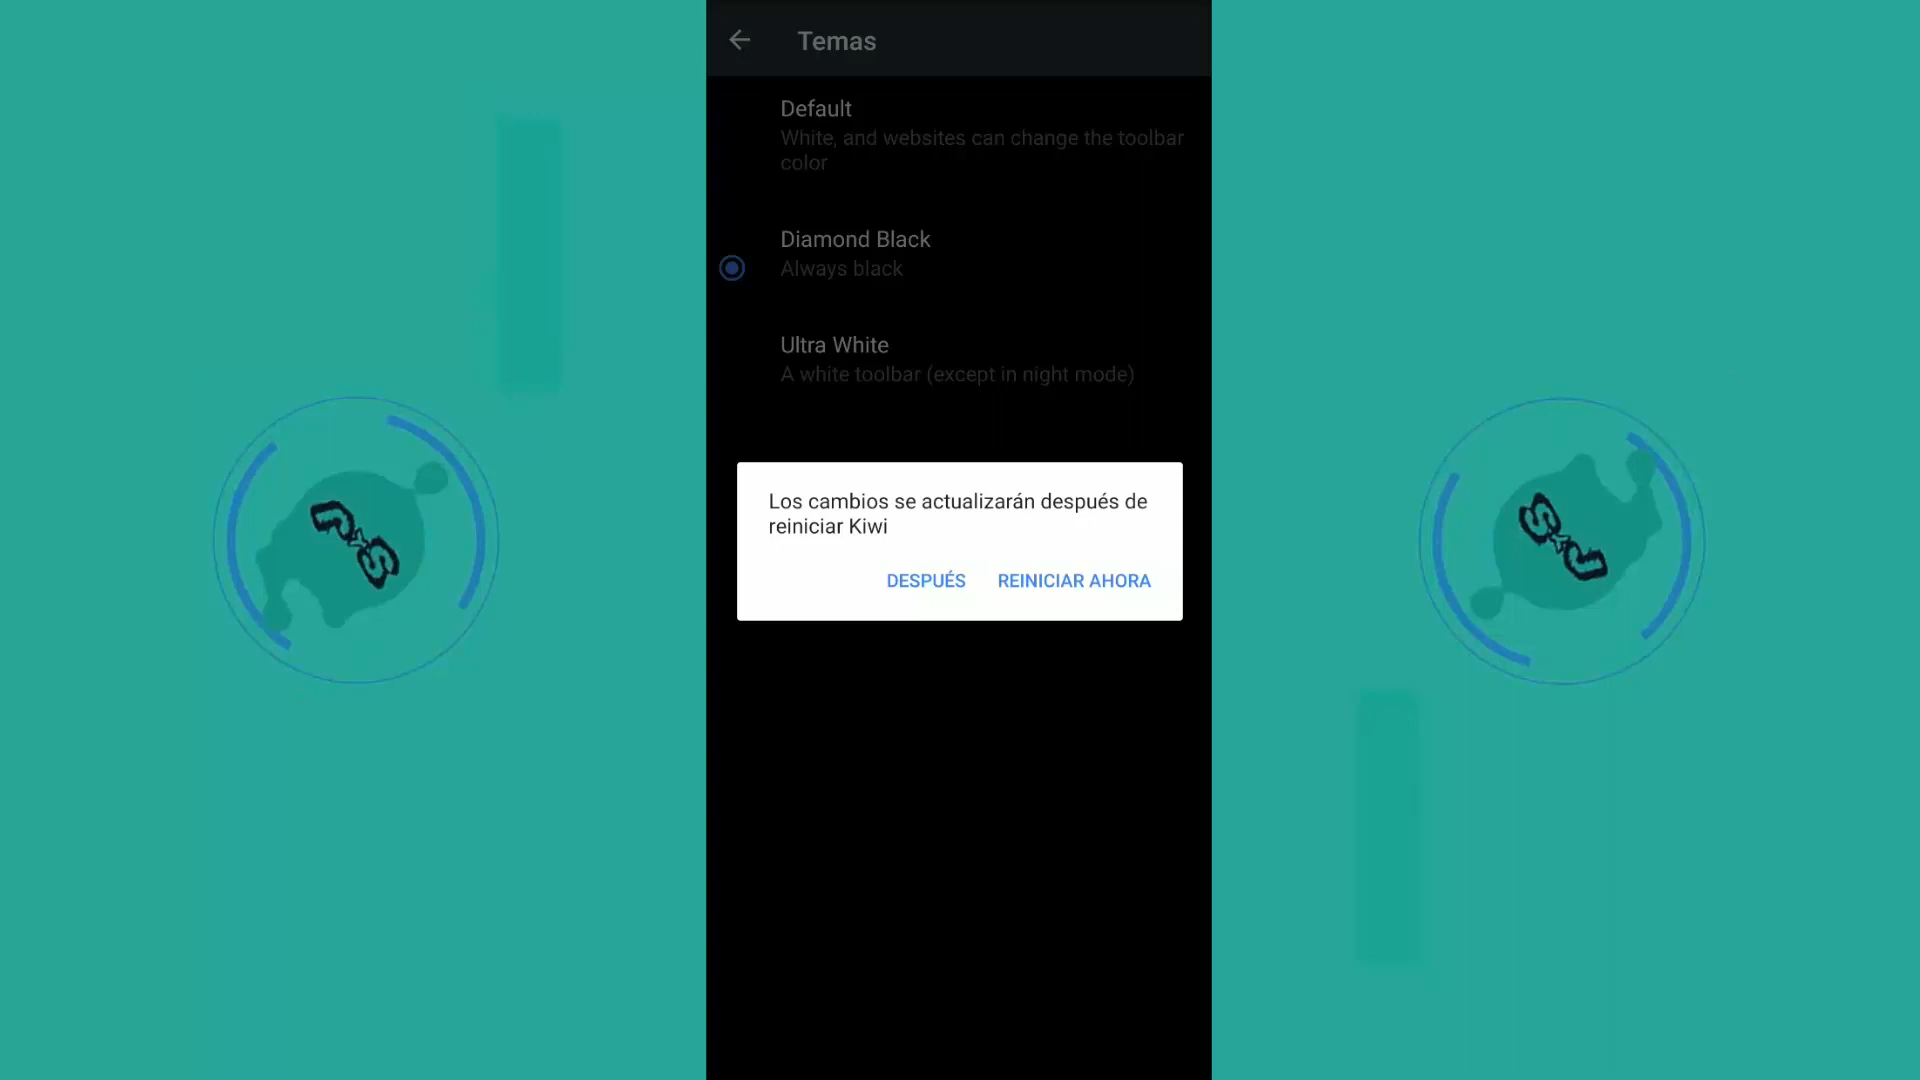 Temas
Default
White, and websites can change the toolbar
color
Diamond Black
Always black
Ultra White
A white toolbar (except in night mode)
Los cambios se actualizarán después de
reiniciar Kiwi
DESPUÉS REINICIAR AHORA